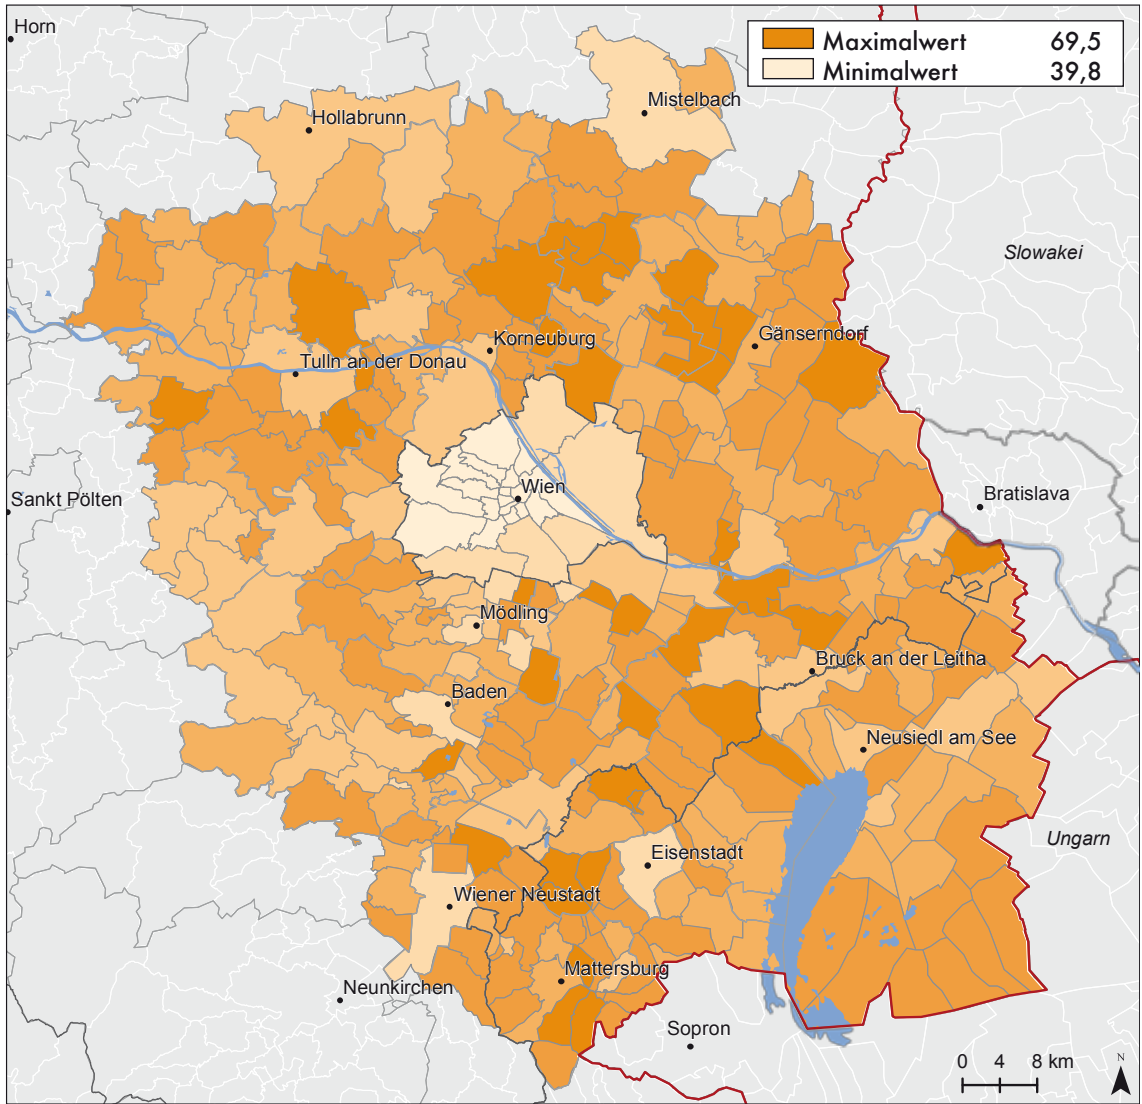 Horn
Maximalwert 69,5
Minimalwert 39,8
Mistelbach
Hollabrunn
Slowakei
Gänserndorf
Korneuburg
Tulln an der Donau
Wien
Bratislava
Sankt Pölten
Mödling
Bruck an der Leitha
Baden
Neusiedl am See
Ungarn
Eisenstadt
Wiener Neustadt
Mattersburg
Neunkirchen
Sopron
0 4 8 km
N